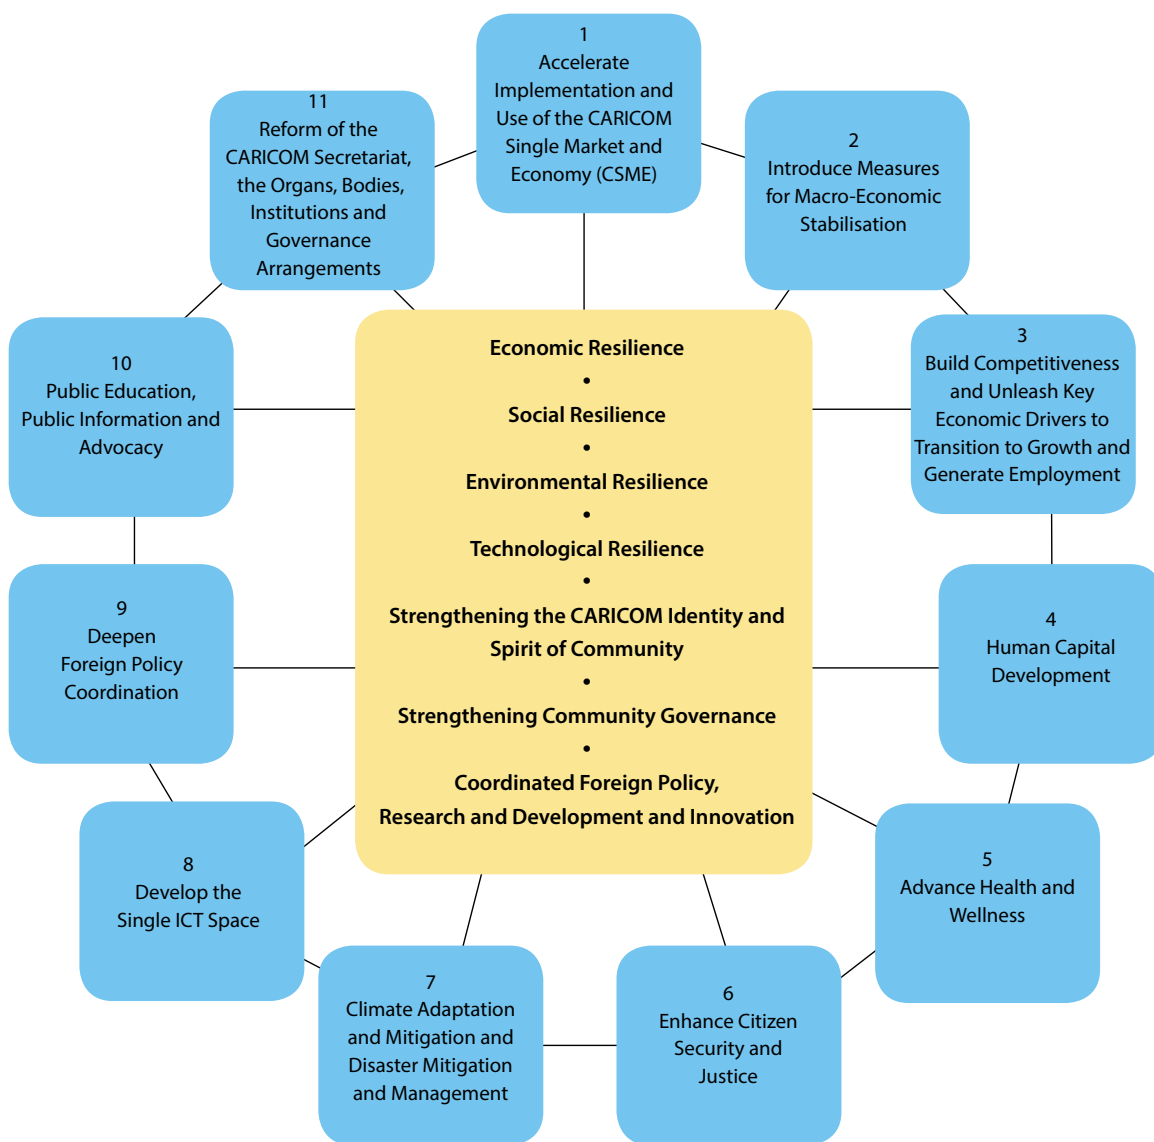 1
Accelerate
Implementation and
Use of the CARICOM
Single Market and
Economy (CSME)
2
Introduce Measures
for Macro-Economic
Stabilisation
3
Build Competitiveness
and Unleash Key
Economic Drivers to
Transition to Growth and
Generate Employment
4
Human Capital
Development
5
Advance Health and
Wellness
6
Enhance Citizen
Security and
Justice
7
Climate Adaptation
and Mitigation and
Disaster Mitigation
and Management
8
Develop the
Single ICT Space
9
Deepen
Foreign Policy
Coordination
10
Public Education,
Public Information and
Advocacy
11
Reform of the
CARICOM Secretariat,
the Organs, Bodies,
Institutions and
Governance
Arrangements
Economic Resilience
•
Social Resilience
•
Environmental Resilience
•
Technological Resilience
•
Strengthening the CARICOM Identity and
Spirit of Community
•
Strengthening Community Governance
•
Coordinated Foreign Policy,
Research and Development and Innovation